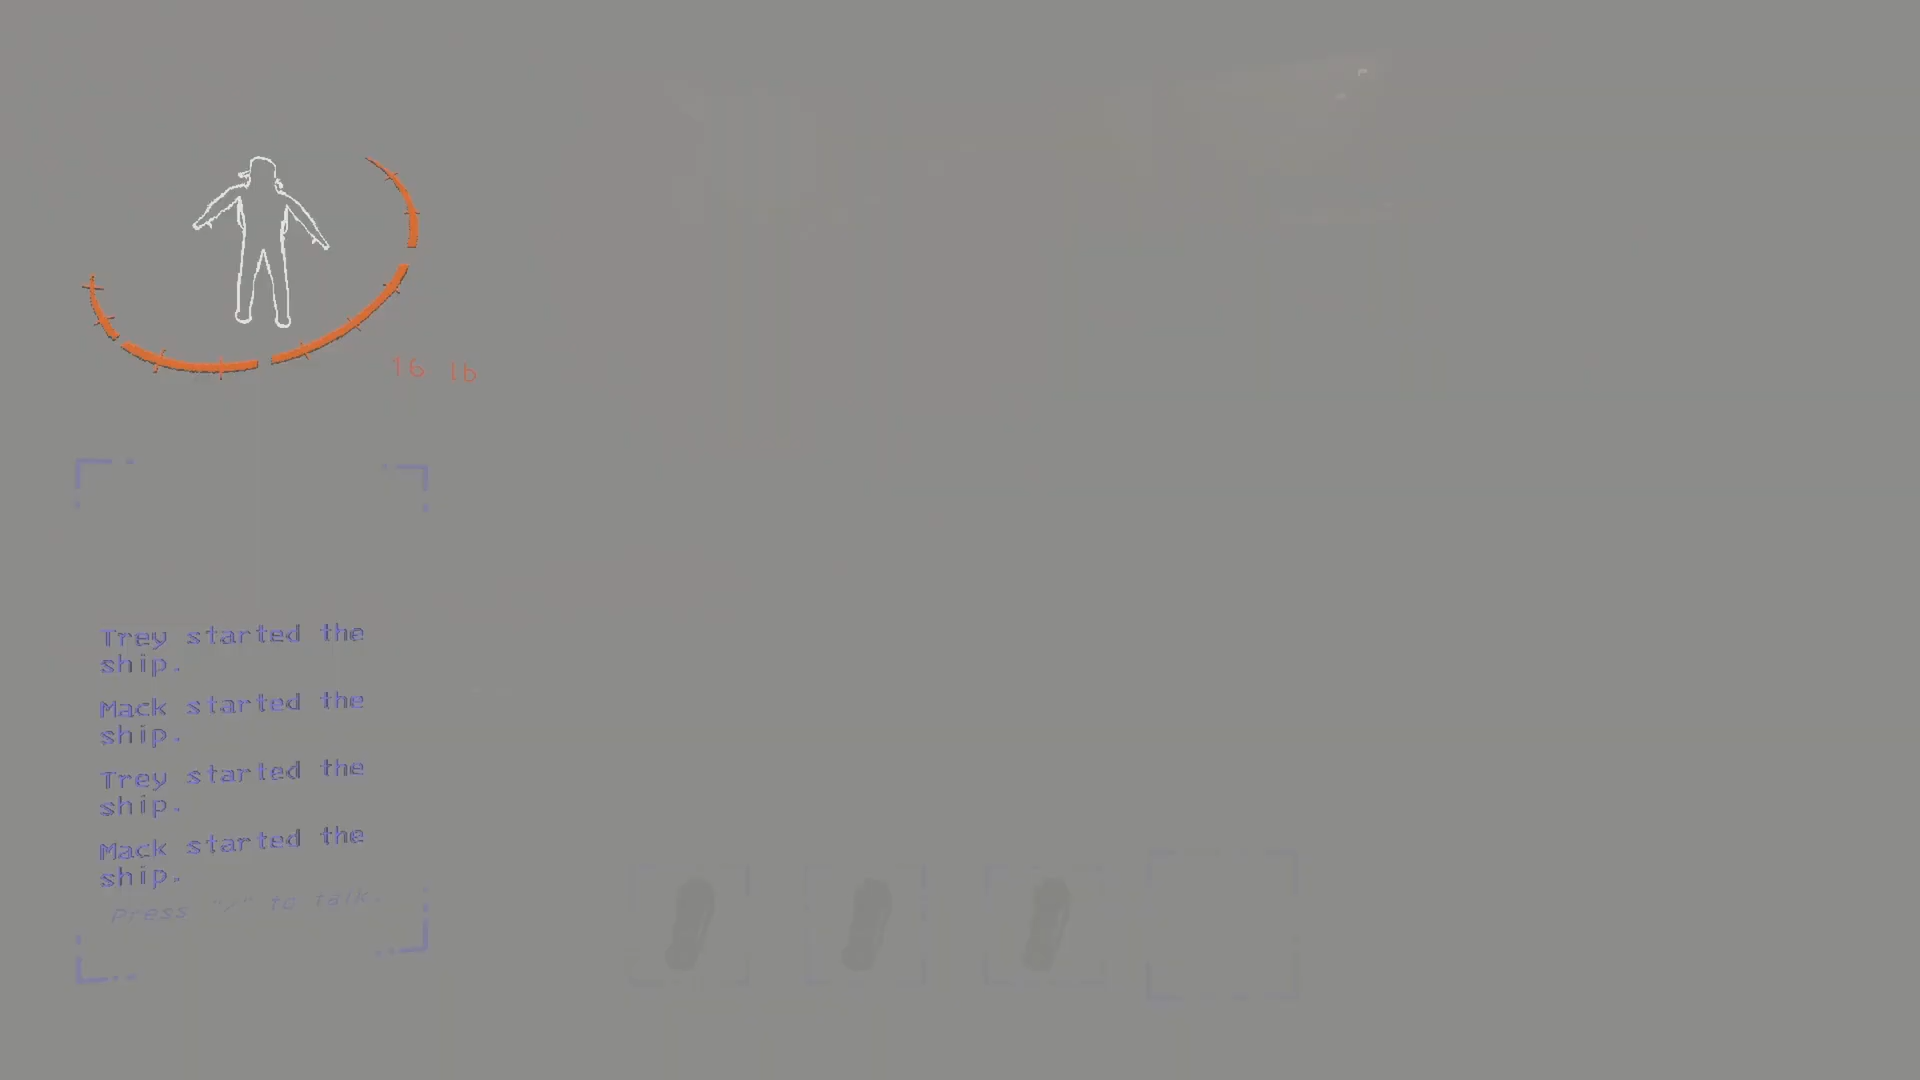 16 lb
Trey started the
ship.
Mack started the
ship.
Trey started the
ship.
Mack started the
ship.
Press "/" to talk.